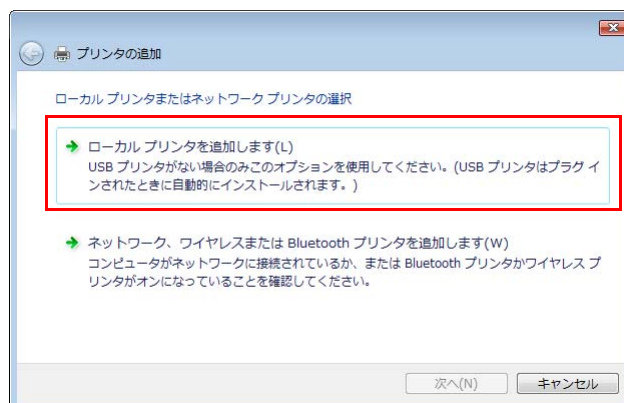 プリンタの追加
ローカル プリンタまたはネットワーク プリンタの選択
ローカル プリンタを追加します(L)
USB プリンタがない場合のみこのオプションを使用してください。(USB プリンタはプラグ イ
ンされたときに自動的にインストールされます。)
ネットワーク、ワイヤレスまたは Bluetooth プリンタを追加します(W)
コンピュータがネットワークに接続されているか、または Bluetooth プリンタかワイヤレス プ
リンタがオンになっていることを確認してください。
次へ(N) キャンセル